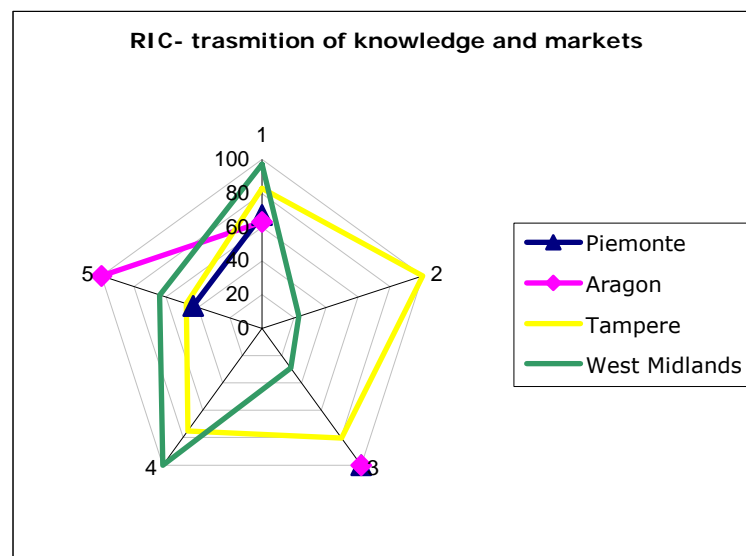 RIC- trasmition of knowledge and markets
1
100
80
60
40
20
0
5
2
4
3
Piemonte
Aragon
Tampere
West Midlands